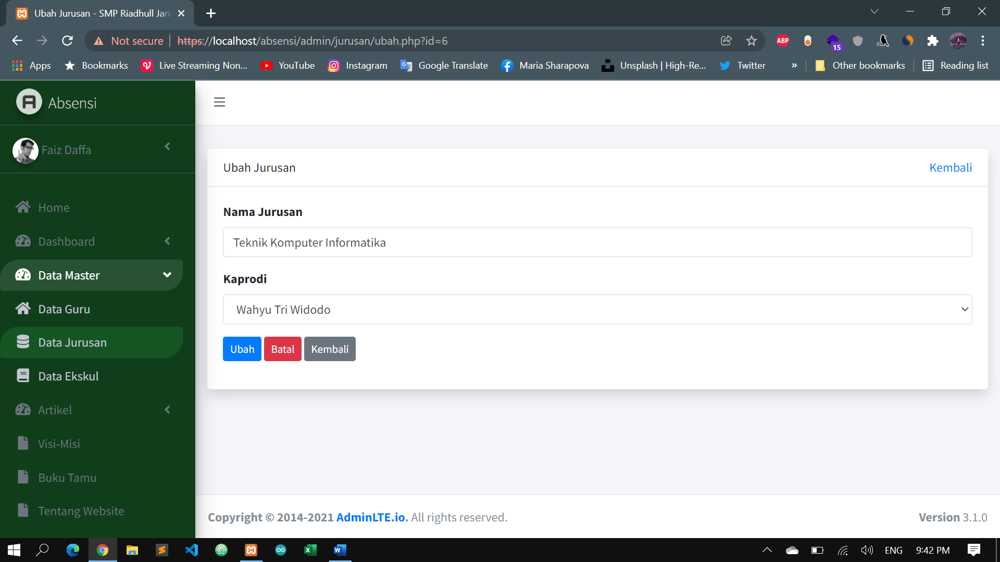 Ubah Jurusan - SMP Riadhull Jan
Not secure https://localhost/absensi/admin/jurusan/ubah.php?id=6
ABP
15
Apps Bookmarks Live Streaming Non... YouTube Instagram Google Translate Maria Sharapova Unsplash | High-Re... Twitter » Other bookmarks Reading list
A Absensi
Faiz Daffa
Home
Dashboard
Data Master
Data Guru
Data Jurusan
Data Ekskul
Artikel
Visi-Misi
Buku Tamu
Tentang Website
Ubah Jurusan Kembali
Nama Jurusan
Teknik Komputer Informatika
Kaprodi
Wahyu Tri Widodo
Ubah Batal Kembali
Copyright © 2014-2021 AdminLTE.io. All rights reserved. Version 3.1.0
ENG 9:42 PM